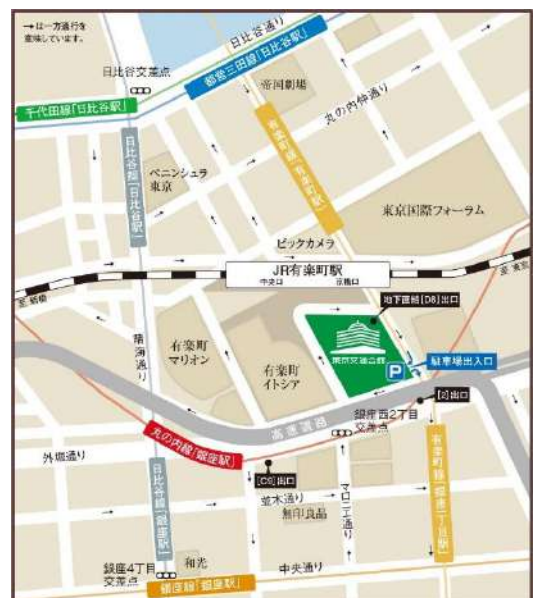 →は一方通行を
意味しています。
日比谷通り
都営三田線「日比谷駅」
日比谷交差点
千代田線「日比谷駅」
帝国劇場
丸の内仲通り
日比谷線「日比谷駅」
有楽町線「有楽町駅」
ペニンシュラ
東京
東京国際フォーラム
ビックカメラ
JR有楽町駅
中央口
京橋口
至 新橋
至 東京
地下直結[D8]出口
晴海通り
有楽町
マリオン
有楽町
イトシア
東京交通会館
P
駐車場出入口
[2]出口
高速道路
銀座西2丁目
交差点
丸の内線「銀座駅」
外堀通り
[C9]出口
並木通り
マロニエ通り
有楽町線「銀座一丁目駅」
日比谷線「銀座駅」
無印良品
銀座4丁目
交差点
和光
中央通り
銀座線「銀座駅」